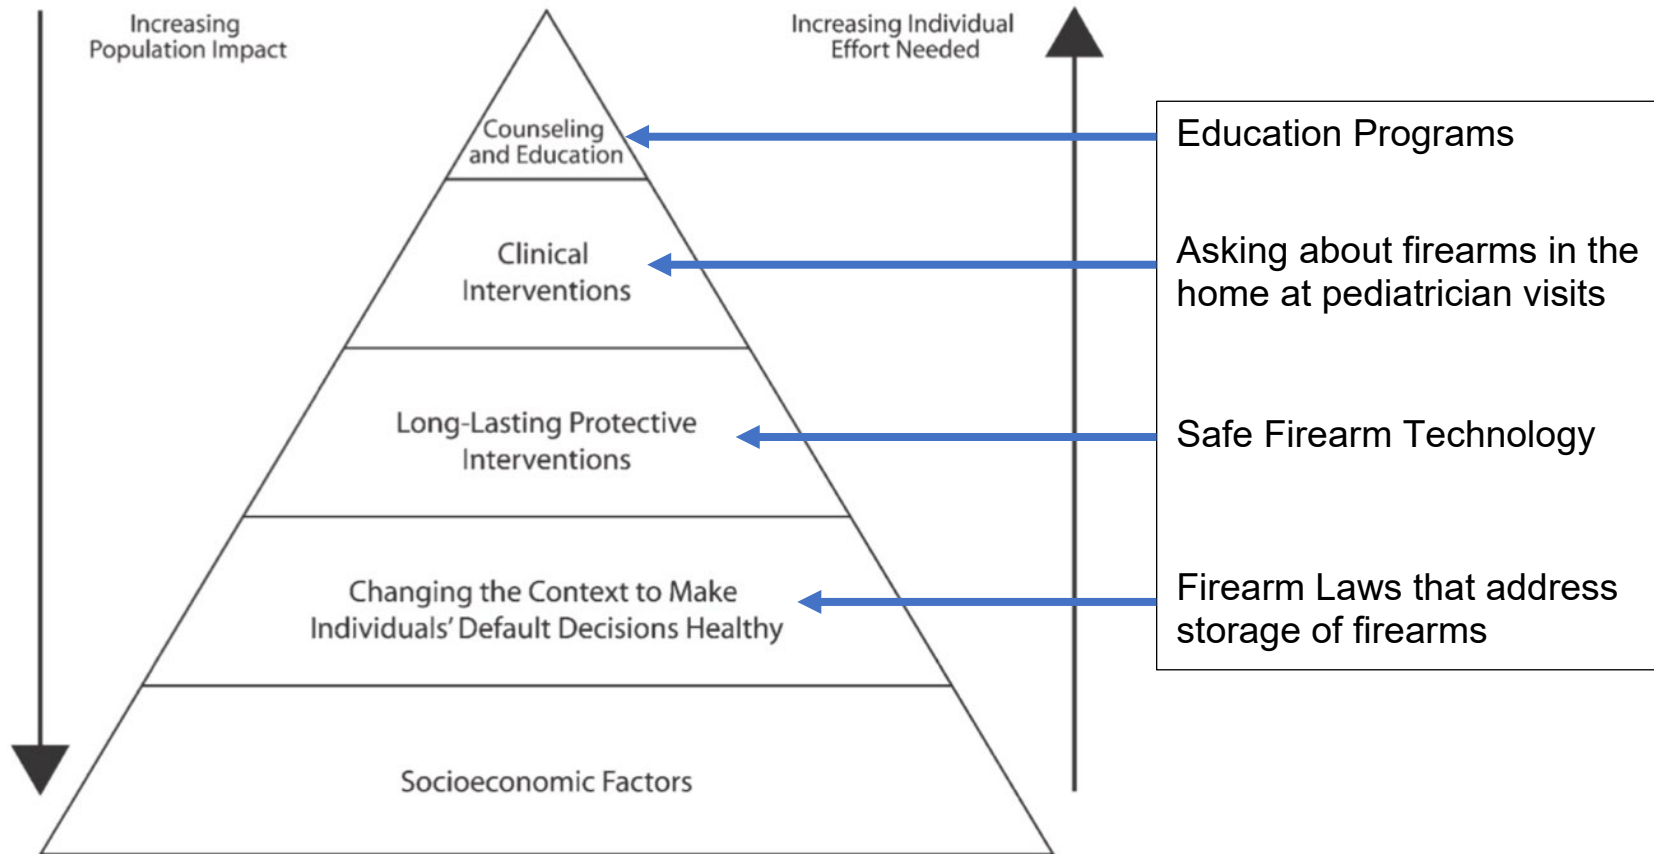 Increasing
Population Impact
Increasing Individual
Effort Needed
Counseling
and Education
Education Programs
Clinical
Interventions
Asking about firearms in the
home at pediatrician visits
Long-Lasting Protective
Interventions
Safe Firearm Technology
Changing the Context to Make
Individuals’ Default Decisions Healthy
Firearm Laws that address
storage of firearms
Socioeconomic Factors